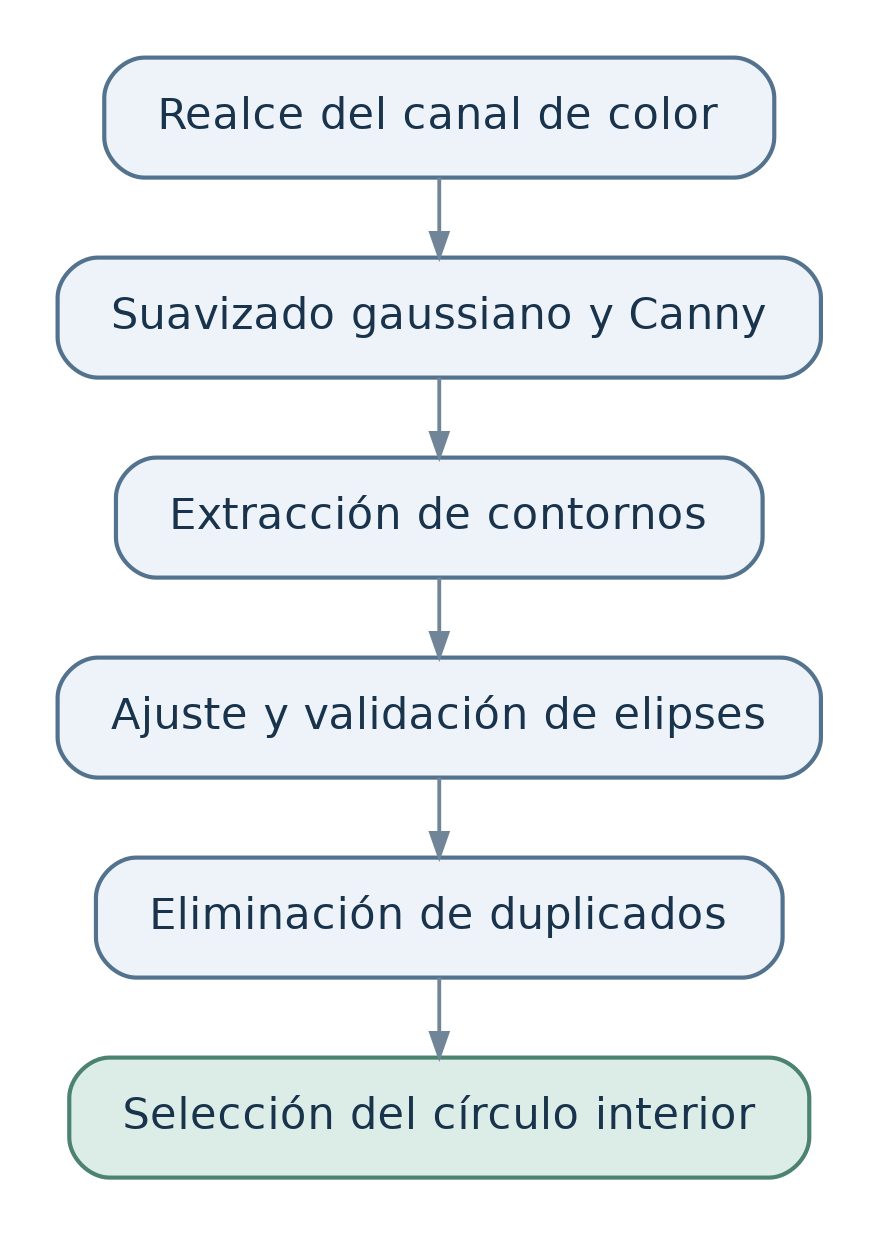 Realce del canal de color
Suavizado gaussiano y Canny
Extracción de contornos
Ajuste y validación de elipses
Eliminación de duplicados
Selección del círculo interior